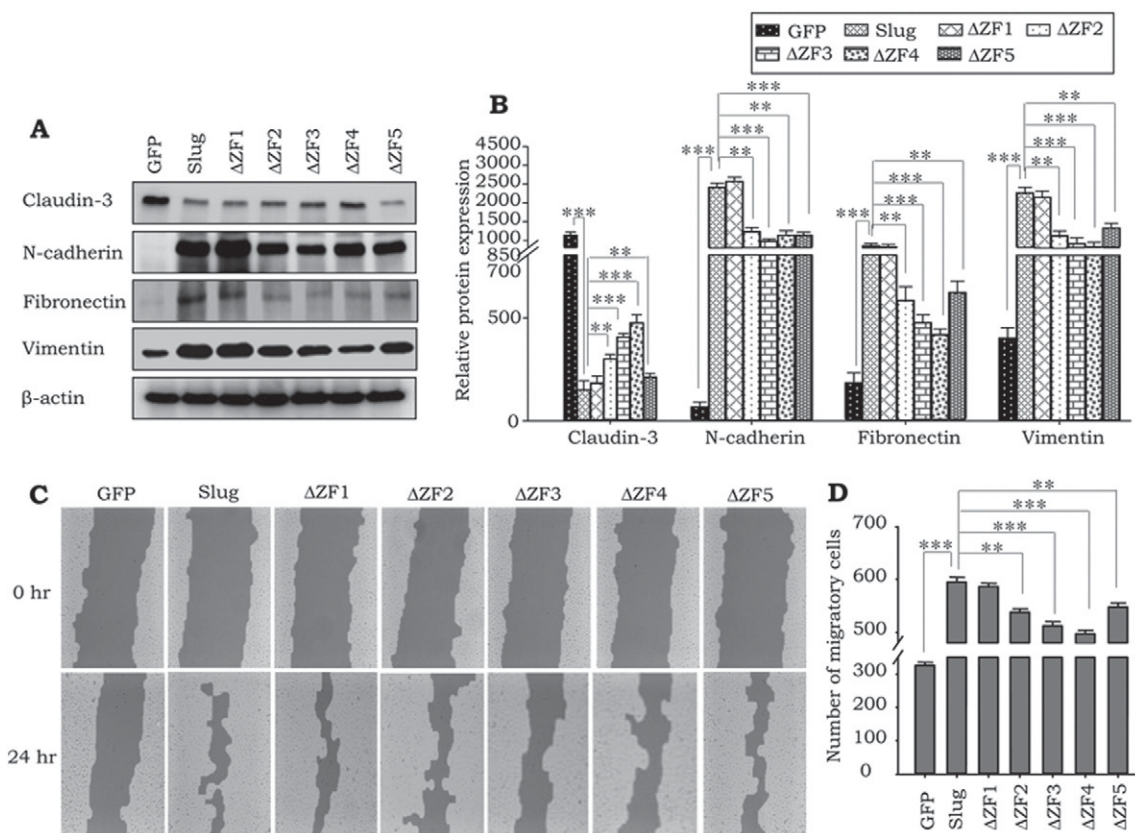 GFP Slug ΔZF1 ΔZF2
ΔZF3 ΔZF4 ΔZF5
A
GFP Slug ΔZF1 ΔZF2 ΔZF3 ΔZF4 ΔZF5
Claudin-3
N-cadherin
Fibronectin
Vimentin
β-actin
B
Relative protein expression
4500
3500
2500
2000
1500
1000
850
700
500
0
*** ** *** *** **
*** ** *** ** ***
*** ** *** *** **
*** ** *** *** **
Claudin-3 N-cadherin Fibronectin Vimentin
C
GFP Slug ΔZF1 ΔZF2 ΔZF3 ΔZF4 ΔZF5
0 hr
24 hr
D
Number of migratory cells
700
600
500
300
200
100
0
**
***
***
*** **
GFP Slug ΔZF1 ΔZF2 ΔZF3 ΔZF4 ΔZF5